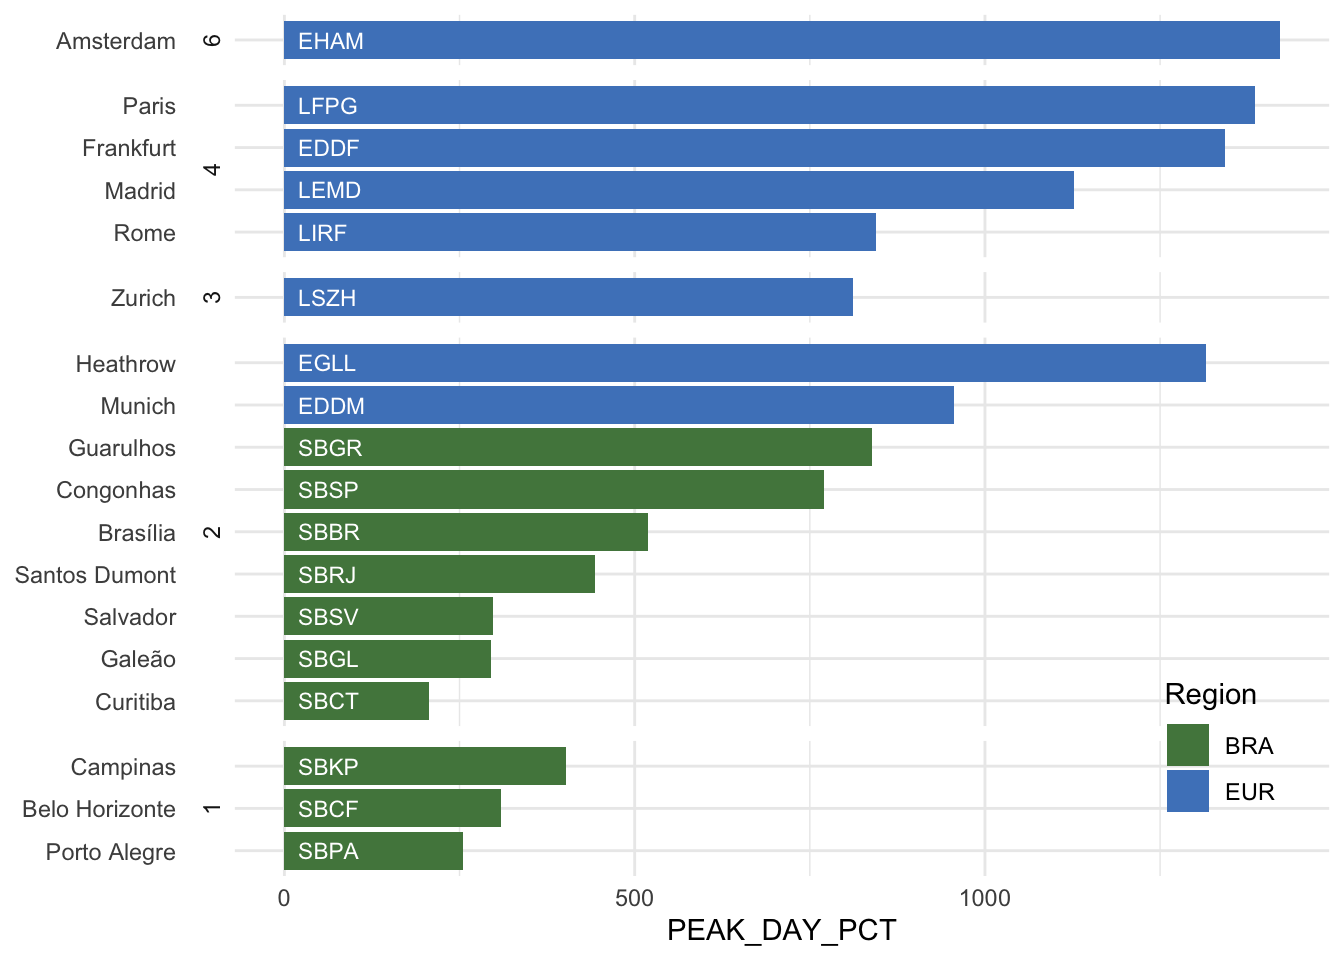 Amsterdam 6 EHAM
Paris LFPG
Frankfurt EDDF
4
Madrid LEMD
Rome LIRF
Zurich 3 LSZH
Heathrow EGLL
Munich EDDM
Guarulhos SBGR
Congonhas SBSP
Brasília 2 SBBR
Santos Dumont SBRJ
Salvador SBSV
Galeão SBGL
Curitiba SBCT
Region
BRA
EUR
Campinas SBKP
Belo Horizonte 1 SBCF
Porto Alegre SBPA
0 500 1000
PEAK_DAY_PCT